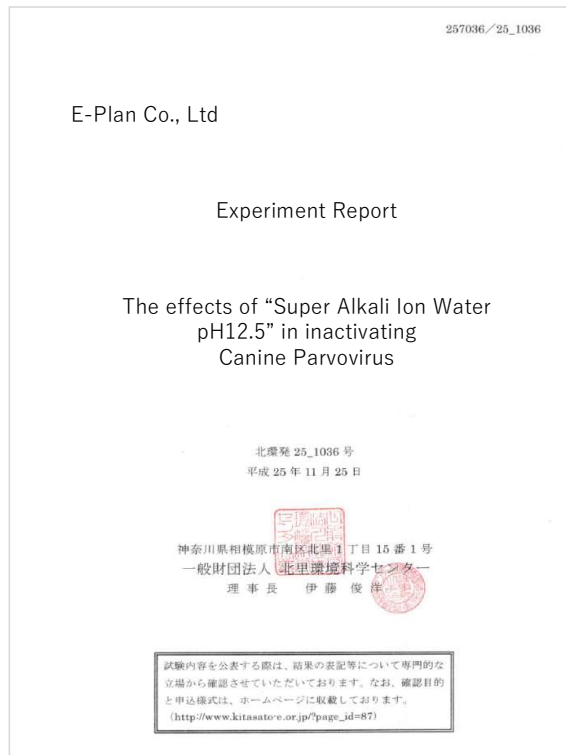 257036／25_1036
E-Plan Co., Ltd
Experiment Report
The effects of “Super Alkali Ion Water
pH12.5” in inactivating
Canine Parvovirus
北環発 25_1036 号
平成 25 年 11 月 25 日
神奈川県相模原市南区北里 1 丁目 15 番 1 号
一般財団法人 北里環境科学センター
理 事 長 伊 藤 俊 洋
試験内容を公表する際は、結果の表記等について専門的な
立場から確認させていただいております。なお、確認目的
と申込様式は、ホームページに収載しております。
（http://www.kitasato-e.or.jp/?page_id=87）